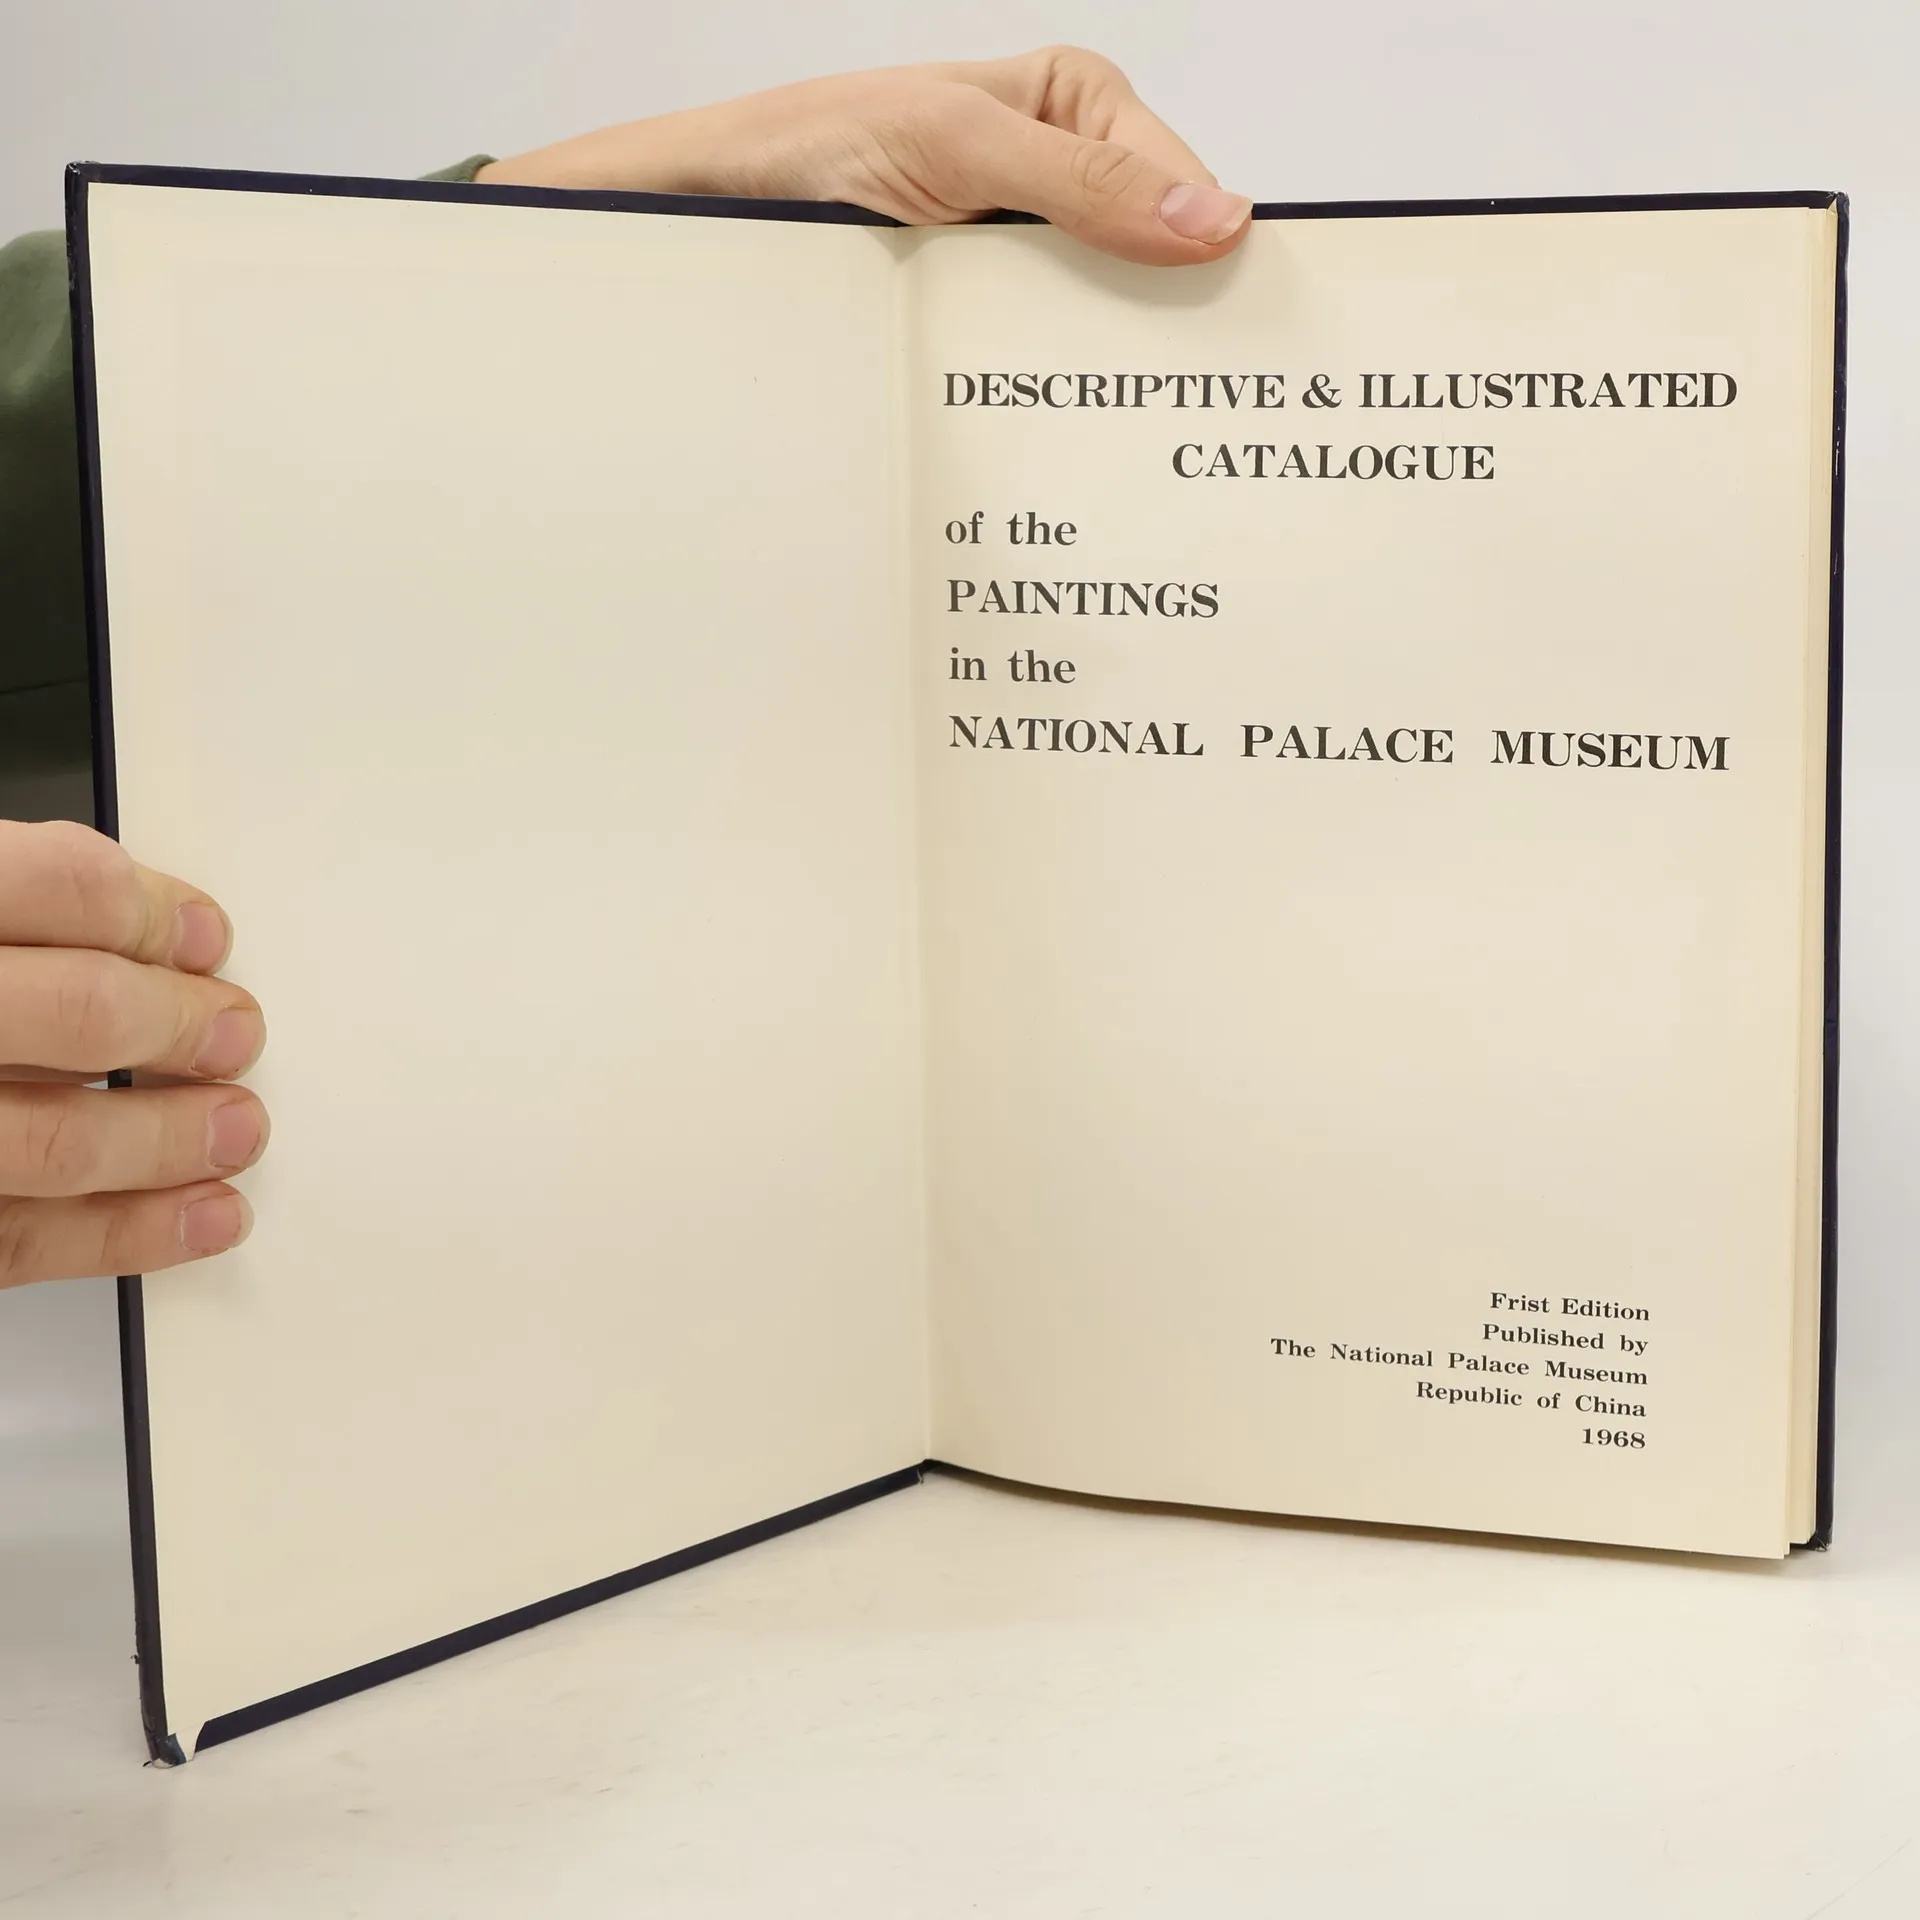 DESCRIPTIVE & ILLUSTRATED
CATALOGUE
of the
PAINTINGS
in the
NATIONAL PALACE MUSEUM
Frist Edition
Published by
The National Palace Museum
Republic of China
1968